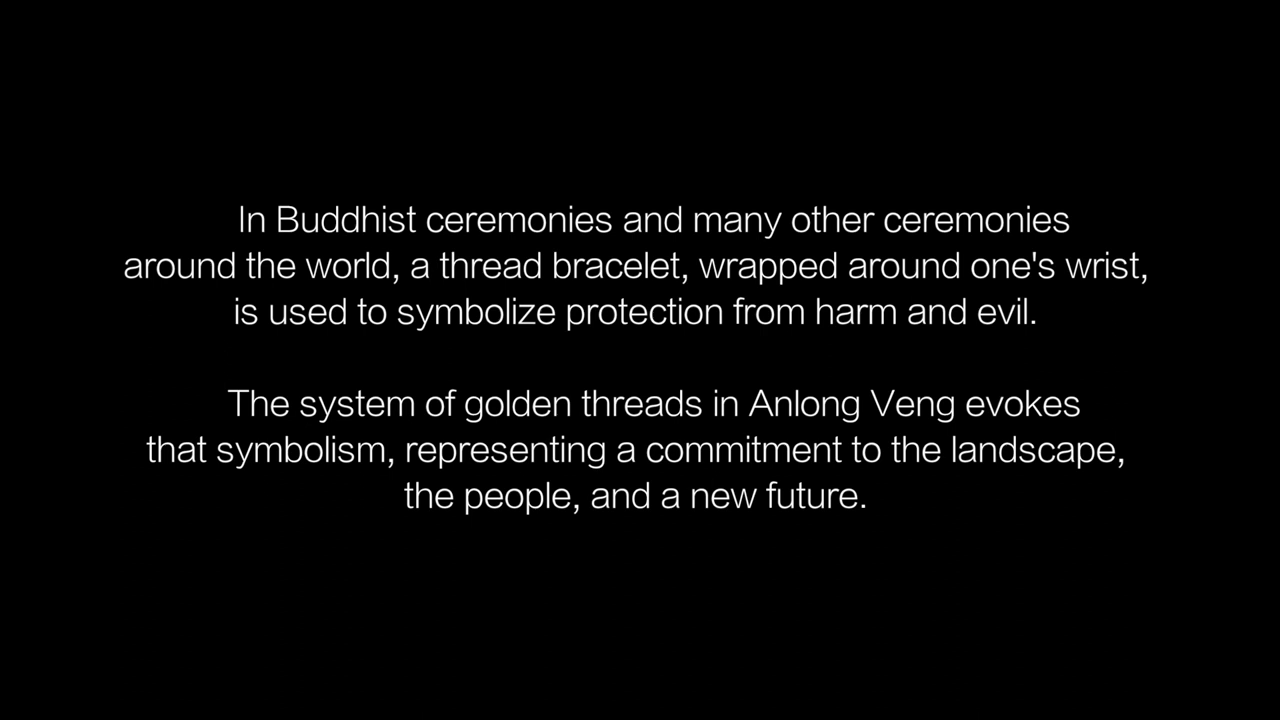 In Buddhist ceremonies and many other ceremonies
around the world, a thread bracelet, wrapped around one's wrist,
is used to symbolize protection from harm and evil.
The system of golden threads in Anlong Veng evokes
that symbolism, representing a commitment to the landscape,
the people, and a new future.